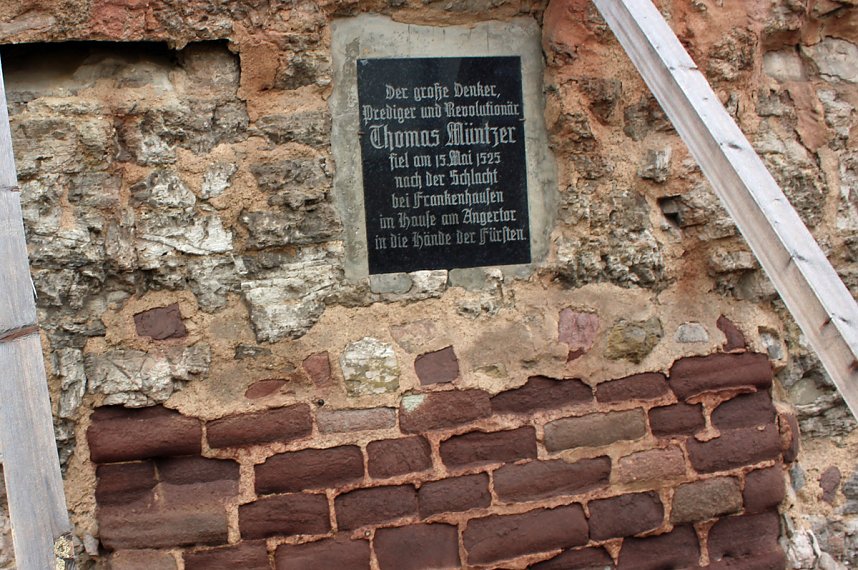 Der große Denker,
Prediger und Revolutionär
Thomas Müntzer
fiel am 15. Mai 1525
nach der Schlacht
bei Frankenhausen
im Hause am Angertor
in die Hände der Fürsten.